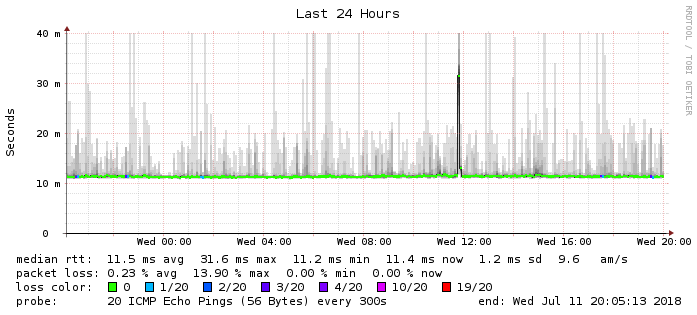 Last 24 Hours
RRDTOOL / TOBI OETIKER
Seconds
40 m
30 m
20 m
10 m
0
Wed 00:00 Wed 04:00 Wed 08:00 Wed 12:00 Wed 16:00 Wed 20:00
median rtt: 11.5 ms avg 31.6 ms max 11.2 ms min 11.4 ms now 1.2 ms sd 9.6 am/s
packet loss: 0.23 % avg 13.90 % max 0.00 % min 0.00 % now
loss color: 0 1/20 2/20 3/20 4/20 10/20 19/20
probe: 20 ICMP Echo Pings (56 Bytes) every 300s end: Wed Jul 11 20:05:13 2018